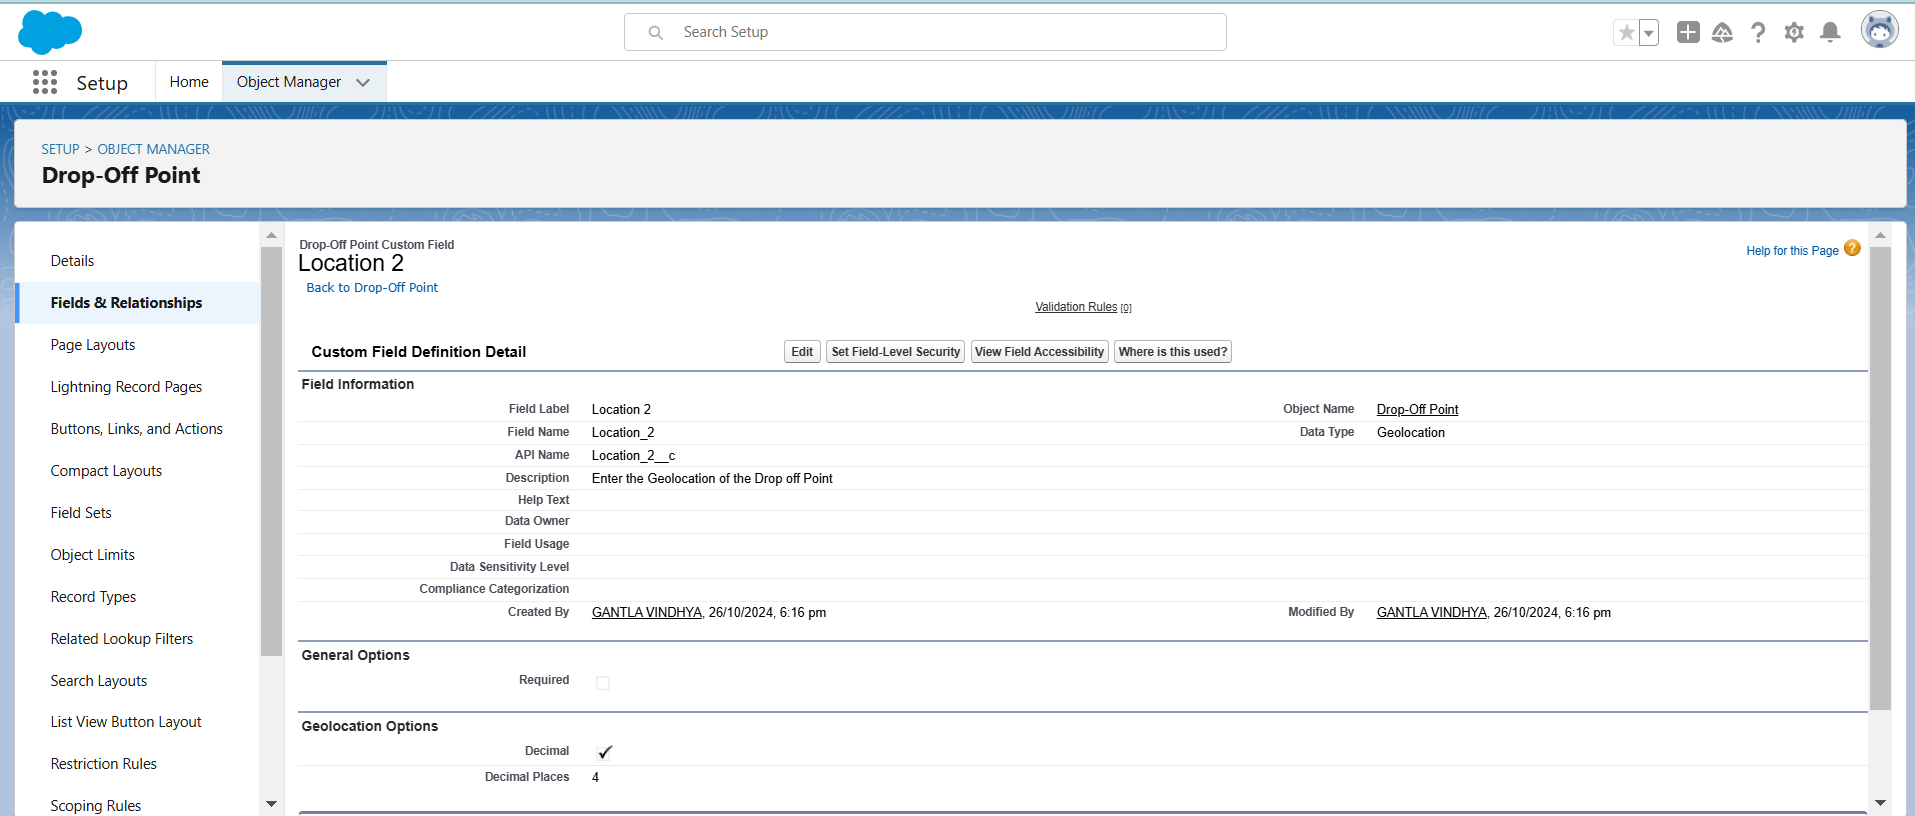 Search Setup
Setup
Home
Object Manager
SETUP > OBJECT MANAGER
Drop-Off Point
Details
Fields & Relationships
Page Layouts
Lightning Record Pages
Buttons, Links, and Actions
Compact Layouts
Field Sets
Object Limits
Record Types
Related Lookup Filters
Search Layouts
List View Button Layout
Restriction Rules
Scoping Rules
Drop-Off Point Custom Field
Location 2
Back to Drop-Off Point
Help for this Page ?
Validation Rules [0]
Custom Field Definition Detail
Edit
Set Field-Level Security
View Field Accessibility
Where is this used?
Field Information
Field Label Location 2
Object Name Drop-Off Point
Field Name Location_2
Data Type Geolocation
API Name Location_2__c
Description Enter the Geolocation of the Drop off Point
Help Text
Data Owner
Field Usage
Data Sensitivity Level
Compliance Categorization
Created By GANTLA VINDHYA, 26/10/2024, 6:16 pm
Modified By GANTLA VINDHYA, 26/10/2024, 6:16 pm
General Options
Required
Geolocation Options
Decimal
Decimal Places 4